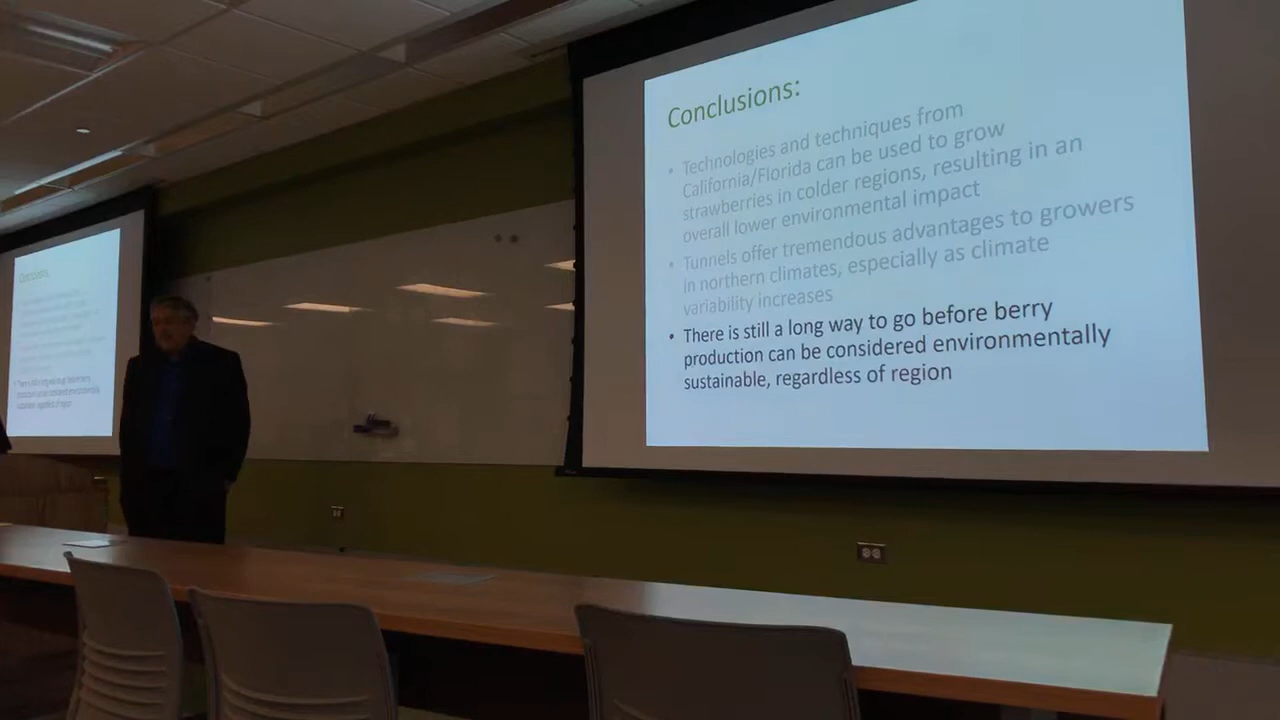 Conclusions:
• Technologies and techniques from
California/Florida can be used to grow
strawberries in colder regions, resulting in an
overall lower environmental impact
• Tunnels offer tremendous advantages to growers
in northern climates, especially as climate
variability increases
• There is still a long way to go before berry
production can be considered environmentally
sustainable, regardless of region
Conclusions: